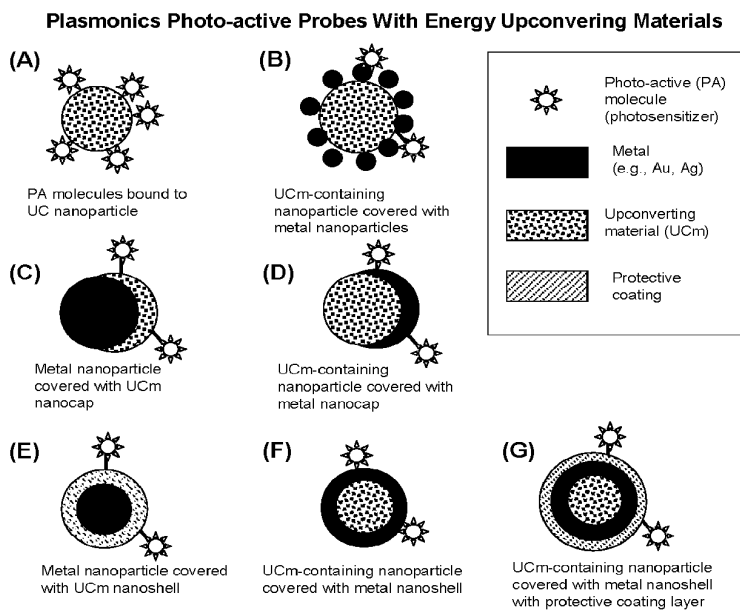 Plasmonics Photo-active Probes With Energy Upconvering Materials
(A)
PA molecules bound to
UC nanoparticle
(B)
UCm-containing
nanoparticle covered with
metal nanoparticles
Photo-active (PA)
molecule
(photosensitizer)
Metal
(e.g., Au, Ag)
Upconverting
material (UCm)
Protective
coating
(C)
Metal nanoparticle
covered with UCm
nanocap
(D)
UCm-containing
nanoparticle covered with
metal nanocap
(E)
Metal nanoparticle covered
with UCm nanoshell
(F)
UCm-containing nanoparticle
covered with metal nanoshell
(G)
UCm-containing nanoparticle
covered with metal nanoshell
with protective coating layer